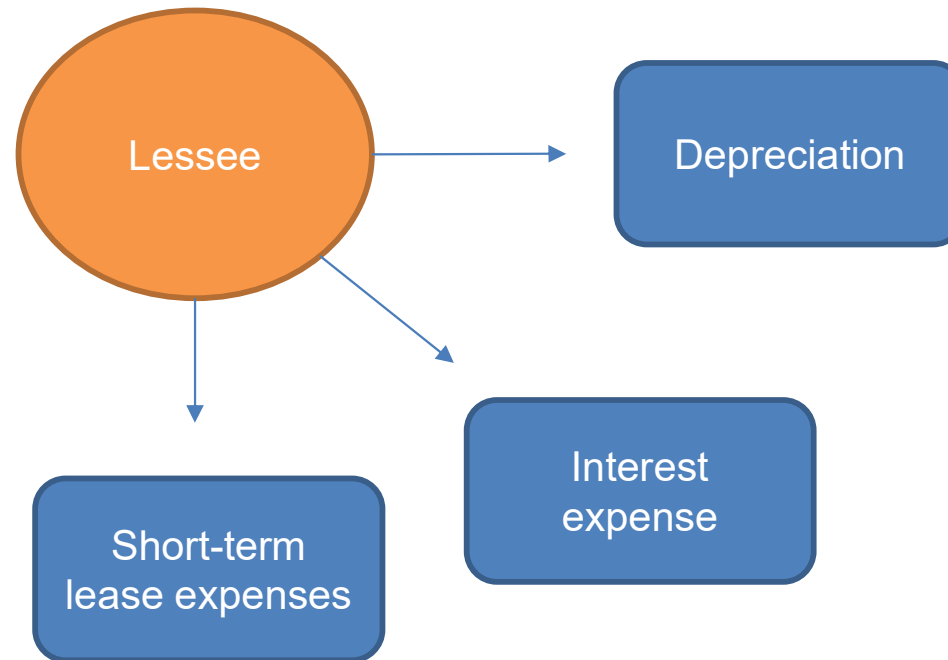 Lessee
Depreciation
Interest
expense
Short-term
lease expenses